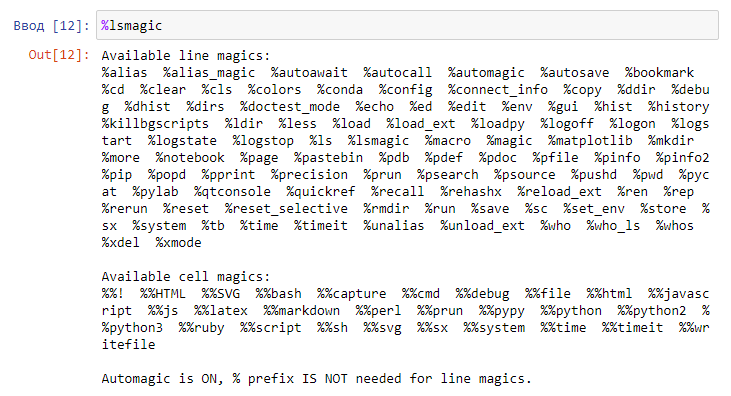 Ввод [12]: %lsmagic
Out[12]: Available line magics:
%alias %alias_magic %autoawait %autocall %automagic %autosave %bookmark
%cd %clear %cls %colors %conda %config %connect_info %copy %ddir %debu
g %dhist %dirs %doctest_mode %echo %ed %edit %env %gui %hist %history
%killbgscripts %ldir %less %load %load_ext %loadpy %logoff %logon %logs
tart %logstate %logstop %ls %lsmagic %macro %magic %matplotlib %mkdir
%more %notebook %page %pastebin %pdb %pdef %pdoc %pfile %pinfo %pinfo2
%pip %popd %pprint %precision %prun %psearch %psource %pushd %pwd %pyc
at %pylab %qtconsole %quickref %recall %rehashx %reload_ext %ren %rep
%rerun %reset %reset_selective %rmdir %run %save %sc %set_env %store %
sx %system %tb %time %timeit %unalias %unload_ext %who %who_ls %whos
%xdel %xmode
Available cell magics:
%%! %%HTML %%SVG %%bash %%capture %%cmd %%debug %%file %%html %%javasc
ript %%js %%latex %%markdown %%perl %%prun %%pypy %%python %%python2 %
%python3 %%ruby %%script %%sh %%svg %%sx %%system %%time %%timeit %%wr
itefile
Automagic is ON, % prefix IS NOT needed for line magics.